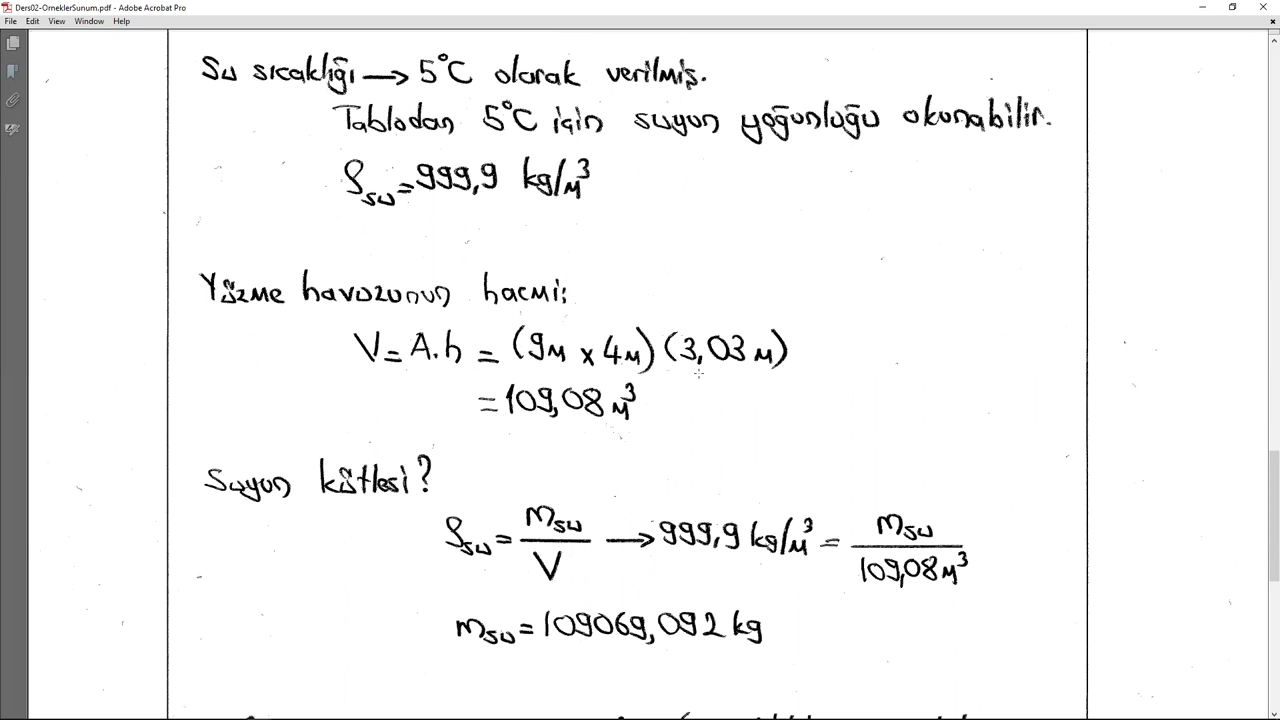 Ders02-OrneklerSunum.pdf - Adobe Acrobat Pro
File Edit View Window Help
Su sıcaklığı → 5°C olarak verilmiş.
Tablodan 5°C için suyun yoğunluğu okunabilir.
ρsu = 999,9 kg/m³
Yüzme havuzunun hacmi:
V = A.h = (9m x 4m) (3,03 m)
= 109,08 m³
Suyun kütlesi?
ρsu = msu / V → 999,9 kg/m³ = msu / 109,08 m³
msu = 109069,092 kg